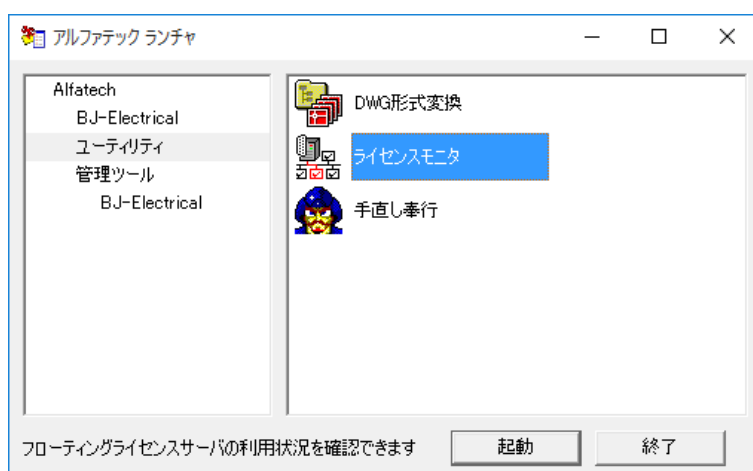 アルファテック ランチャ
Alfatech
BJ-Electrical
ユーティリティ
管理ツール
BJ-Electrical
DWG形式変換
ライセンスモニタ
手直し奉行
フローティングライセンスサーバの利用状況を確認できます
起動
終了